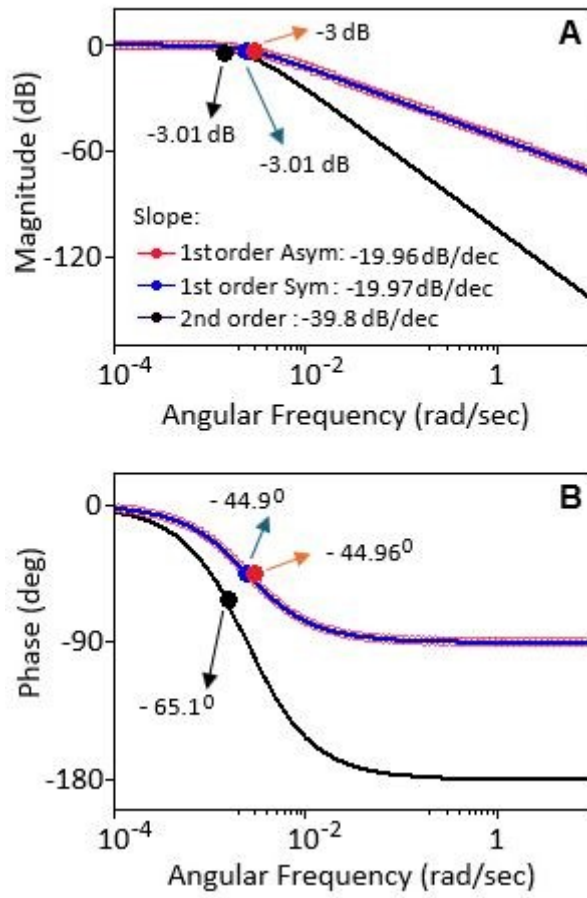 A
0
-60
-120
Magnitude (dB)
-3 dB
-3.01 dB
-3.01 dB
Slope:
1st order Asym: -19.96 dB/dec
1st order Sym : -19.97 dB/dec
2nd order : -39.8 dB/dec
10⁻⁴
10⁻²
1
Angular Frequency (rad/sec)
B
0
-90
-180
Phase (deg)
- 44.9⁰
- 44.96⁰
- 65.1⁰
10⁻⁴
10⁻²
1
Angular Frequency (rad/sec)